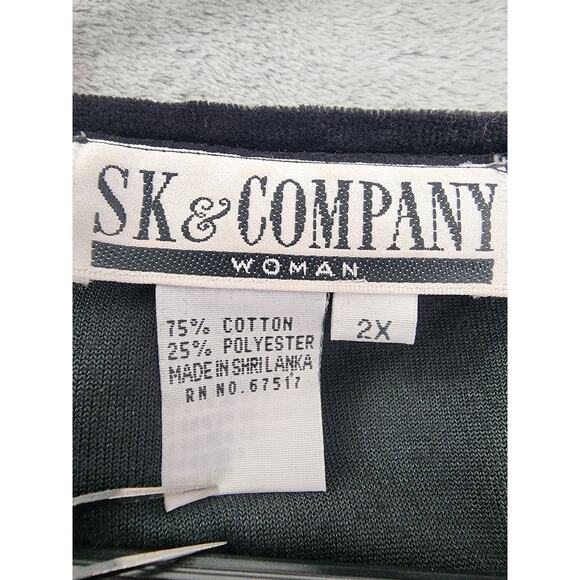 SK & COMPANY
WOMAN
75% COTTON
25% POLYESTER
MADE IN SHRI LANKA
RN NO. 67517
2X